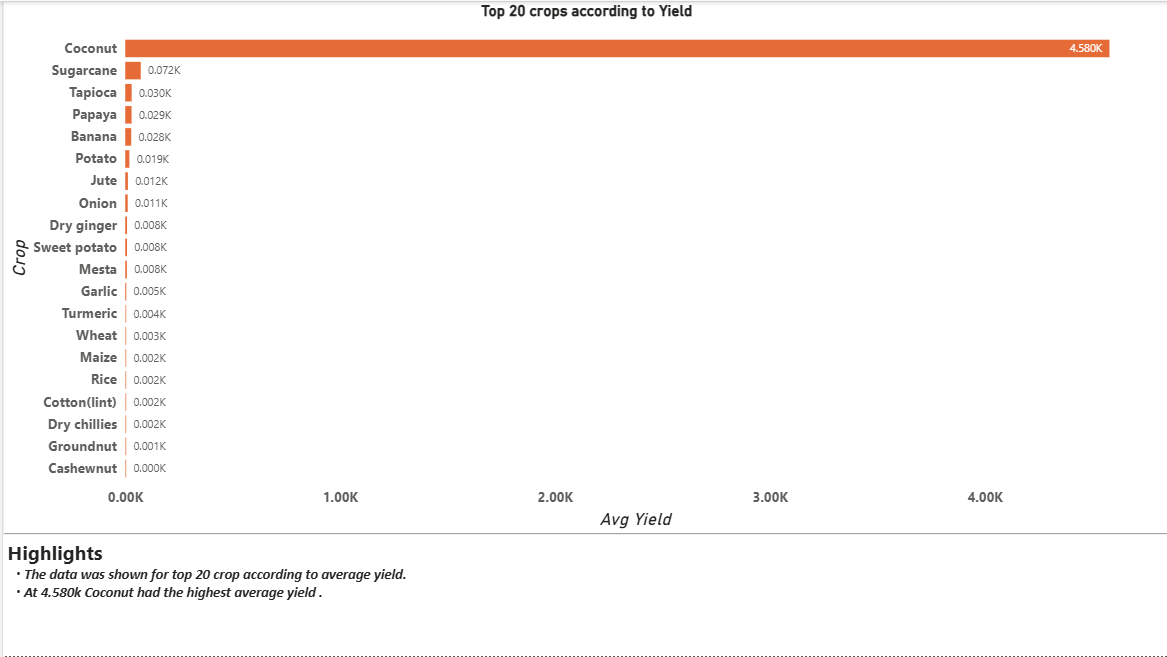 Top 20 crops according to Yield
Coconut 4.580K
Sugarcane 0.072K
Tapioca 0.030K
Papaya 0.029K
Banana 0.028K
Potato 0.019K
Jute 0.012K
Onion 0.011K
Dry ginger 0.008K
Sweet potato 0.008K
Mesta 0.008K
Garlic 0.005K
Turmeric 0.004K
Wheat 0.003K
Maize 0.002K
Rice 0.002K
Cotton(lint) 0.002K
Dry chillies 0.002K
Groundnut 0.001K
Cashewnut 0.000K
Crop
0.00K 1.00K 2.00K 3.00K 4.00K
Avg Yield
Highlights
• The data was shown for top 20 crop according to average yield.
• At 4.580k Coconut had the highest average yield .